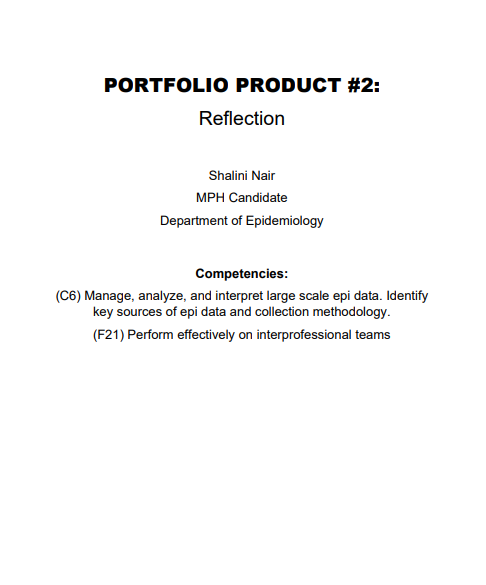 PORTFOLIO PRODUCT #2:
Reflection
Shalini Nair
MPH Candidate
Department of Epidemiology
Competencies:
(C6) Manage, analyze, and interpret large scale epi data. Identify
key sources of epi data and collection methodology.
(F21) Perform effectively on interprofessional teams